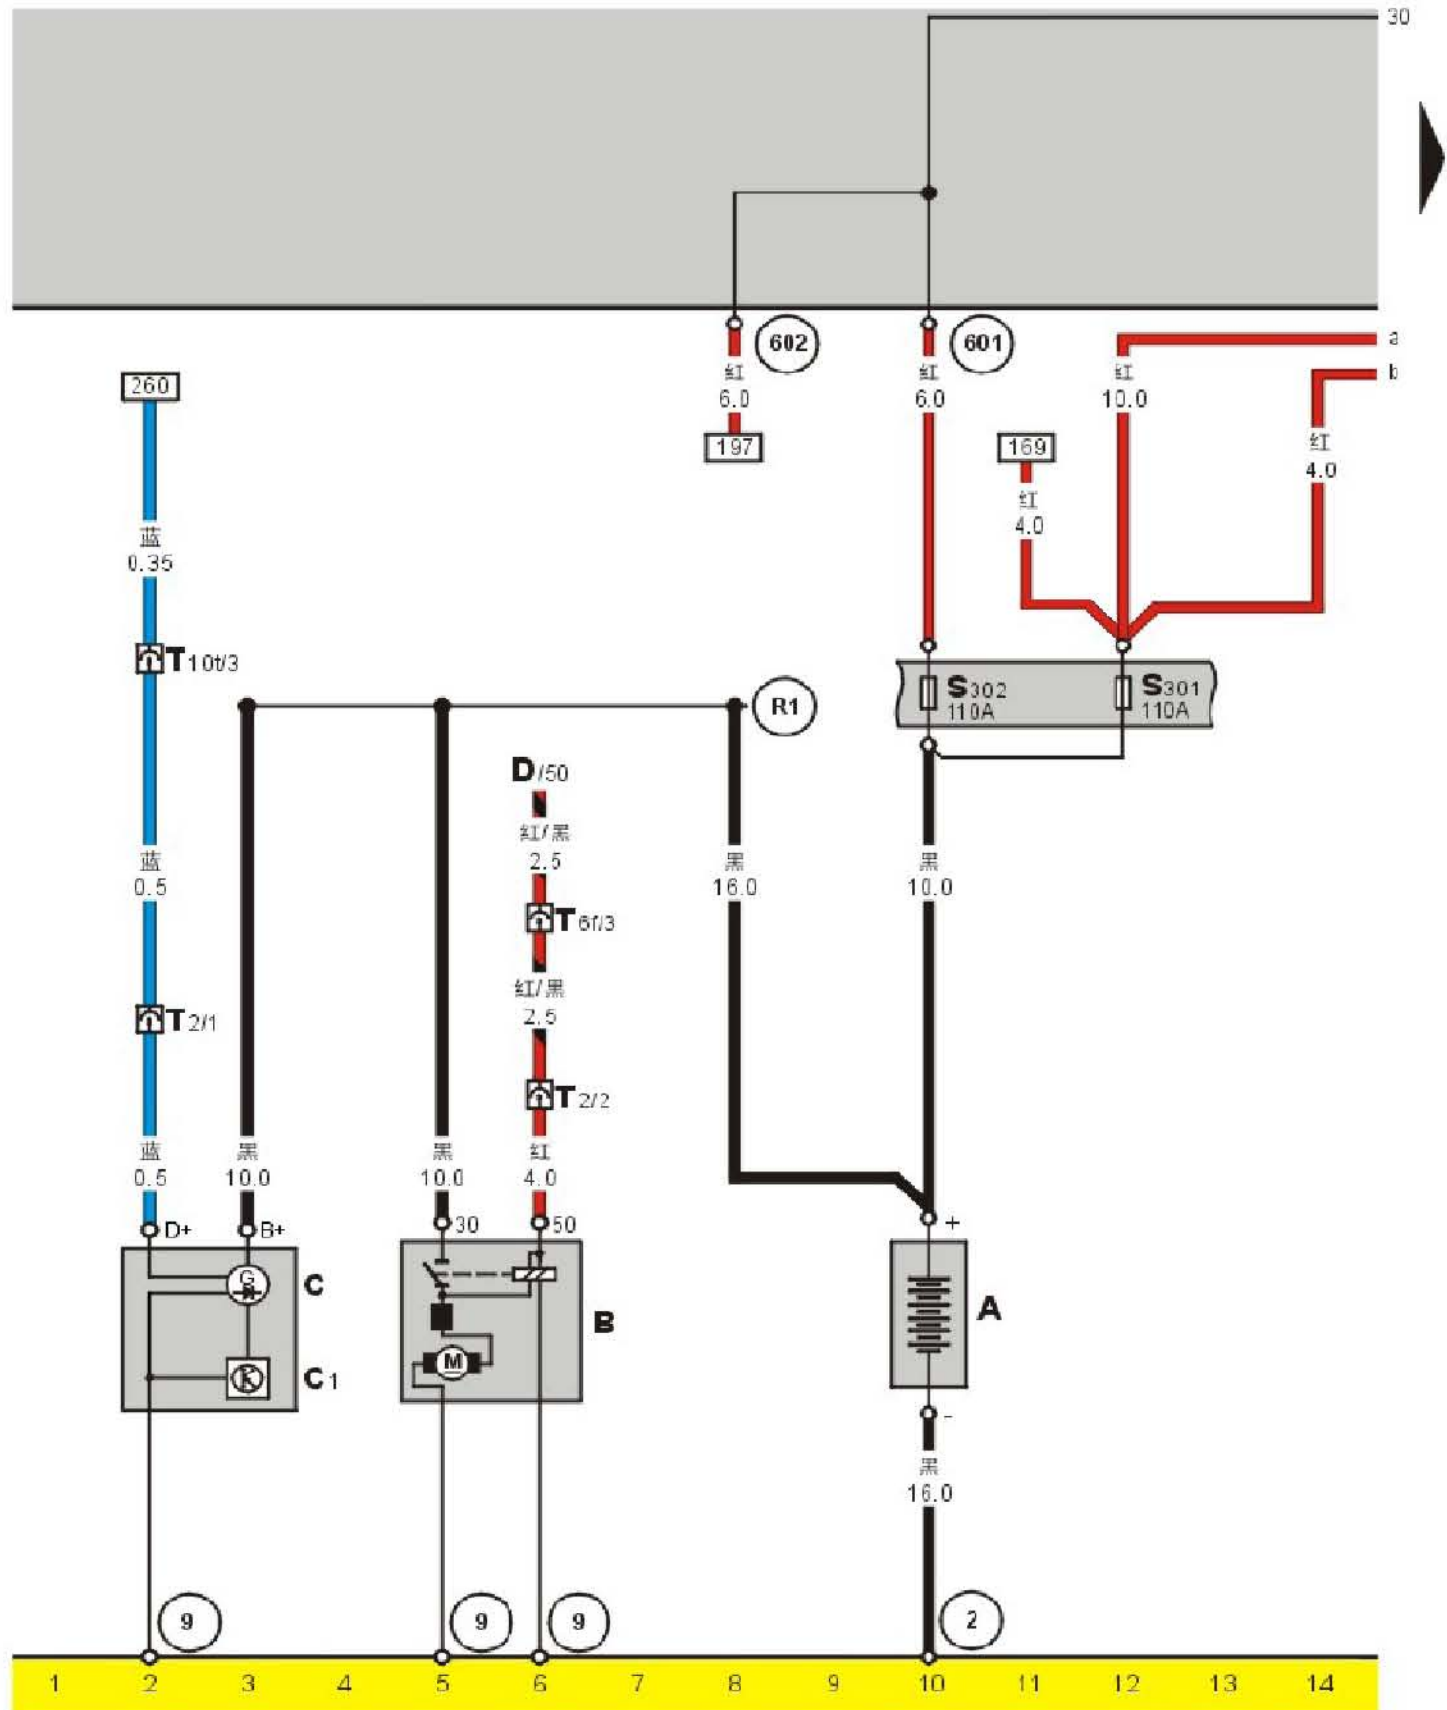 30
602
601
a
红
6.0
红
6.0
红
10.0
b
260
197
169
红
4.0
红
4.0
蓝
0.35
T10t/3
S302
110A
S301
110A
R1
D/50
红/黑
2.5
蓝
0.5
黑
16.0
黑
10.0
T6f/3
红/黑
2.5
T2/1
T2/2
蓝
0.5
黑
10.0
黑
10.0
红
4.0
D+
B+
30
50
+
G
C
A
B
M
C1
-
黑
16.0
9
9
9
2
1 2 3 4 5 6 7 8 9 10 11 12 13 14